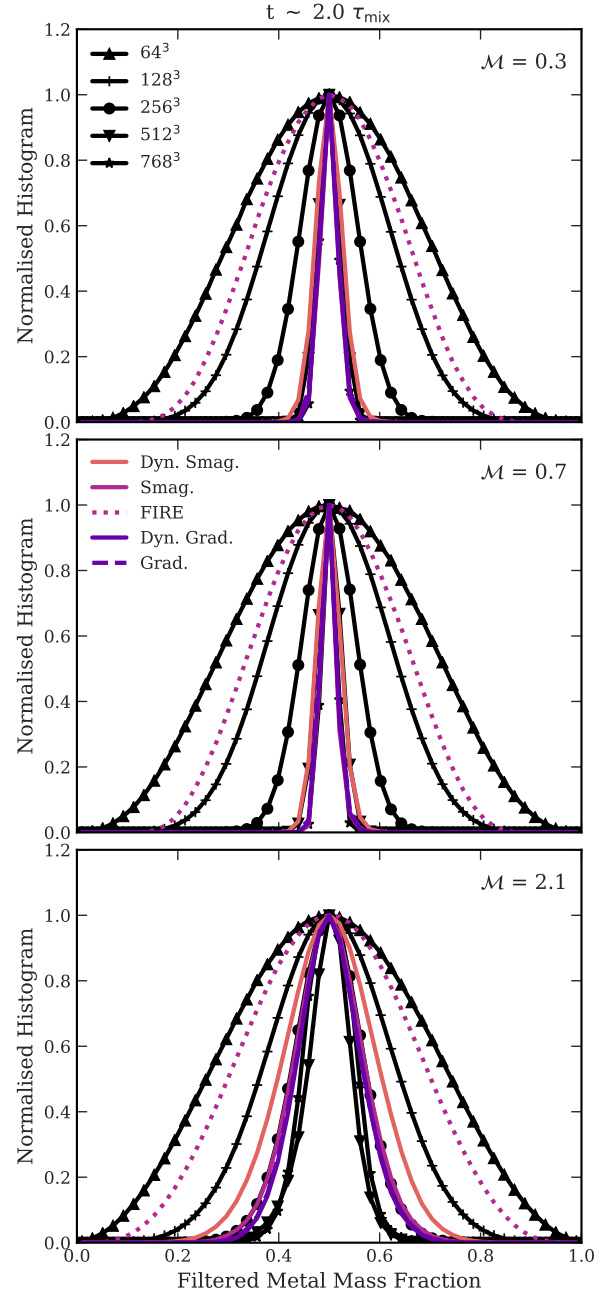 t ∼ 2.0 τmix
1.2
1.0
0.8
0.6
0.4
0.2
0.0
Normalised Histogram
64³
128³
256³
512³
768³
ℳ = 0.3
1.2
1.0
0.8
0.6
0.4
0.2
0.0
Normalised Histogram
Dyn. Smag.
Smag.
FIRE
Dyn. Grad.
Grad.
ℳ = 0.7
1.2
1.0
0.8
0.6
0.4
0.2
0.0
Normalised Histogram
ℳ = 2.1
0.0 0.2 0.4 0.6 0.8 1.0
Filtered Metal Mass Fraction